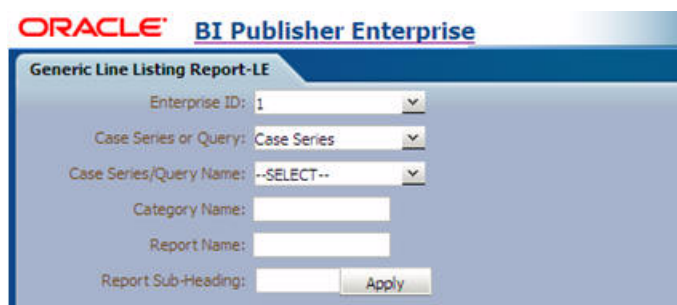 ORACLE® BI Publisher Enterprise
Generic Line Listing Report-LE
Enterprise ID: 1
Case Series or Query: Case Series
Case Series/Query Name: --SELECT--
Category Name:
Report Name:
Report Sub-Heading: Apply